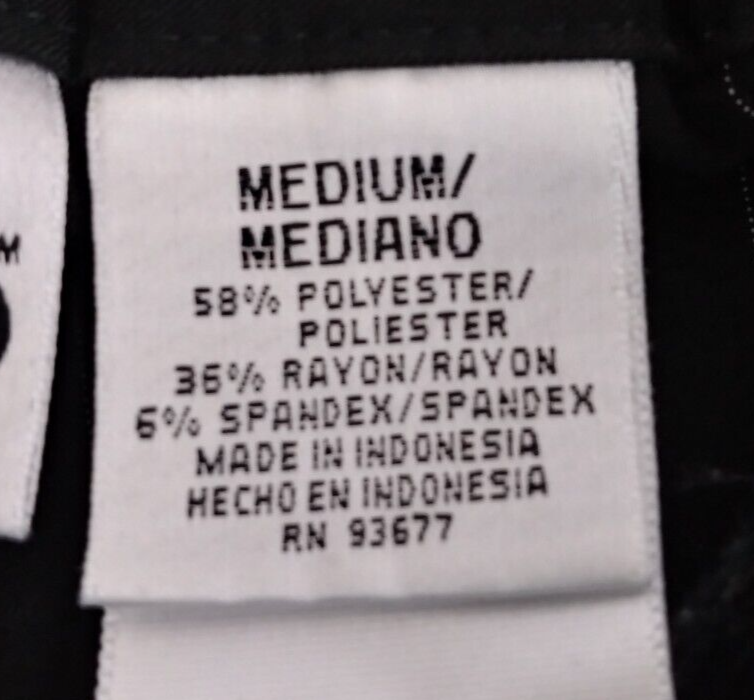 MEDIUM/
MEDIANO
58% POLYESTER/
POLIESTER
36% RAYON/RAYON
6% SPANDEX/SPANDEX
MADE IN INDONESIA
HECHO EN INDONESIA
RN 93677